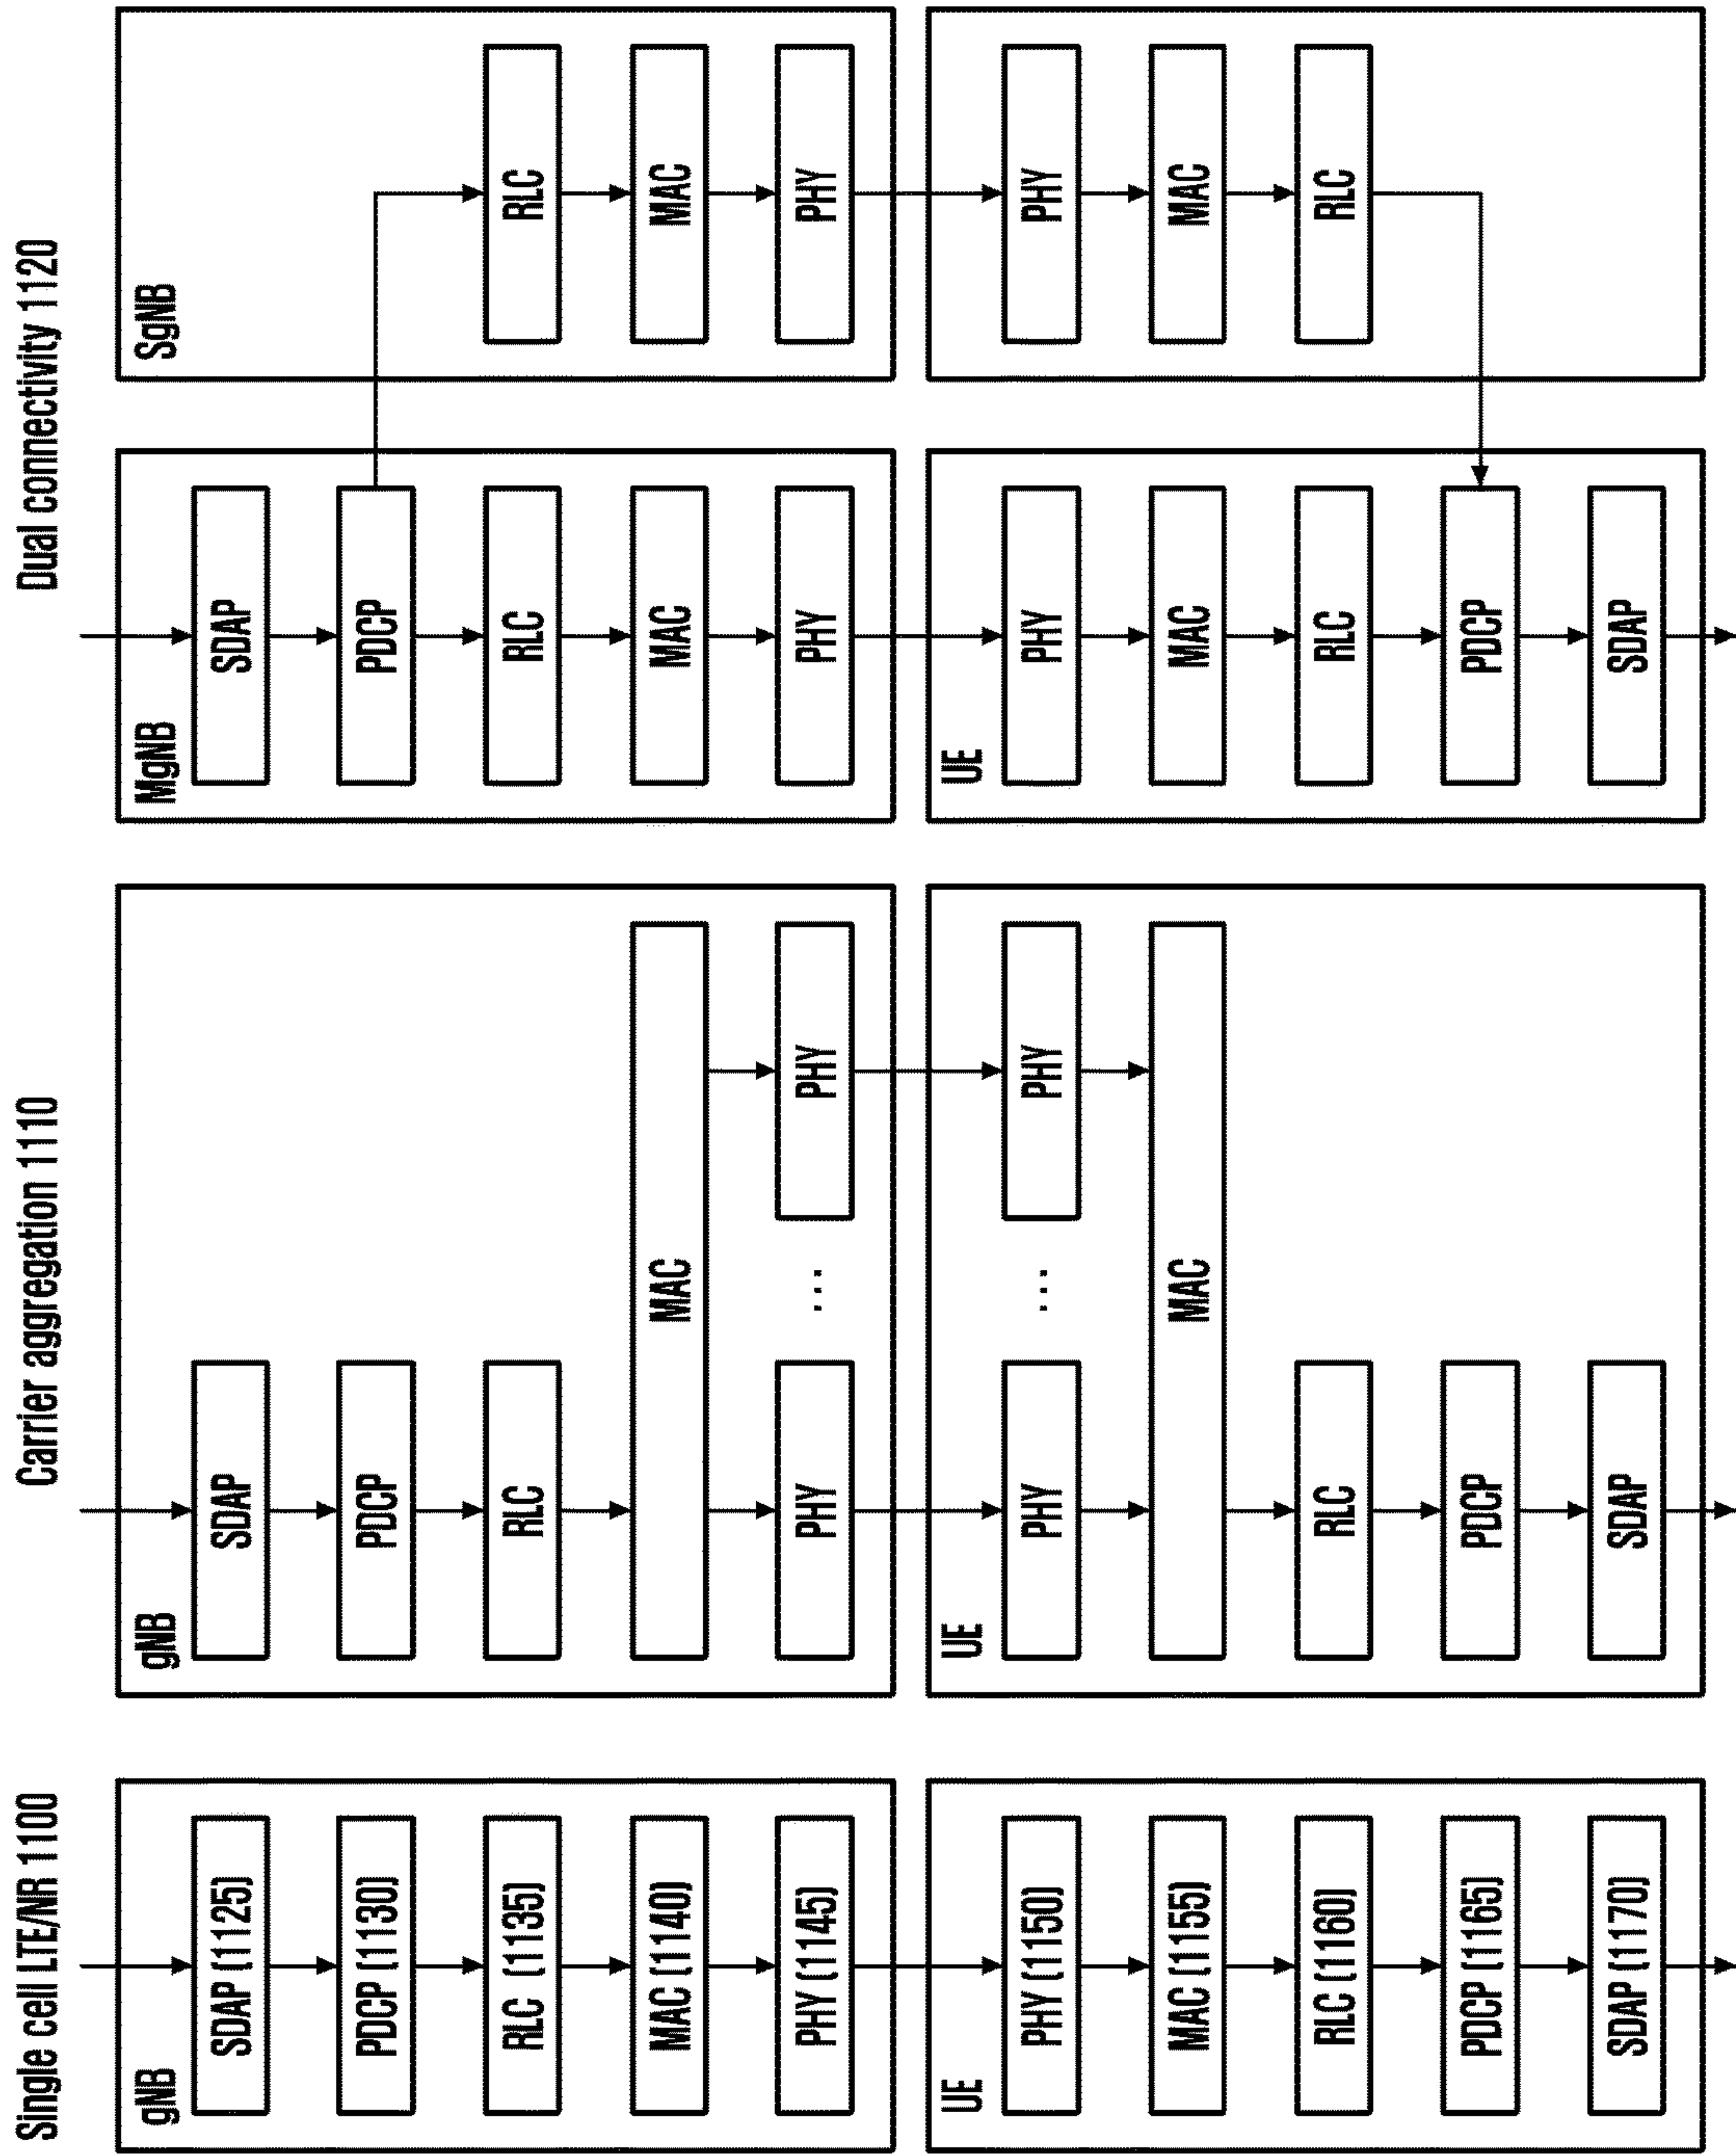 Single cell LTE/NR 1100
gNB
SDAP (1125)
PDCP (1130)
RLC (1135)
MAC (1140)
PHY (1145)
UE
PHY (1150)
MAC (1155)
RLC (1160)
PDCP (1165)
SDAP (1170)
Carrier aggregation 1110
gNB
SDAP
PDCP
RLC
MAC
PHY ... PHY
UE
PHY ... PHY
MAC
RLC
PDCP
SDAP
Dual connectivity 1120
MgNB
SDAP
PDCP
RLC
MAC
PHY
SgNB
RLC
MAC
PHY
UE
PHY
MAC
RLC
PDCP
SDAP
PHY
MAC
RLC